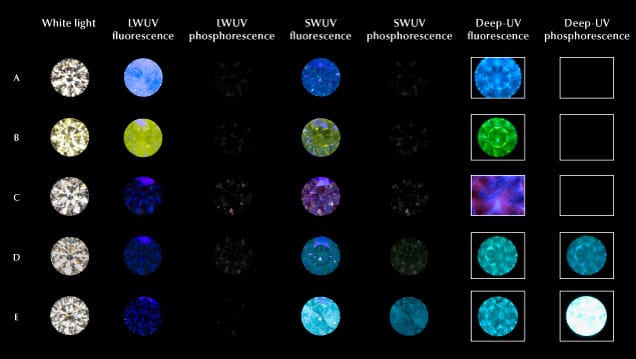 White light
LWUV
fluorescence
LWUV
phosphorescence
SWUV
fluorescence
SWUV
phosphorescence
Deep-UV
fluorescence
Deep-UV
phosphorescence
A
B
C
D
E